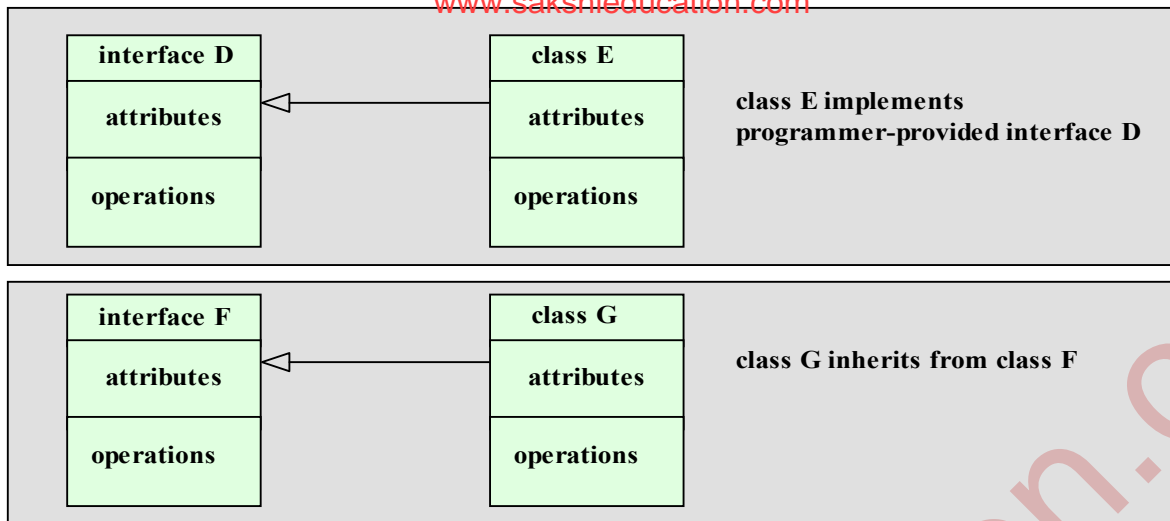 www.sakshieducation.com
interface D
attributes
operations
class E
attributes
operations
class E implements
programmer-provided interface D
interface F
attributes
operations
class G
attributes
operations
class G inherits from class F
n.c